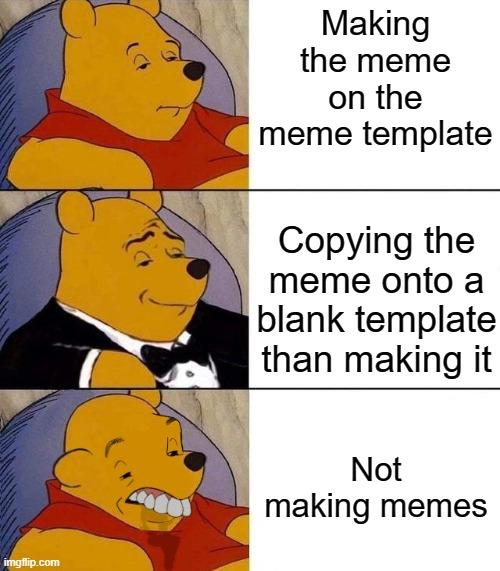 Making
the meme
on the
meme template
Copying the
meme onto a
blank template
than making it
Not
making memes
imgflip.com